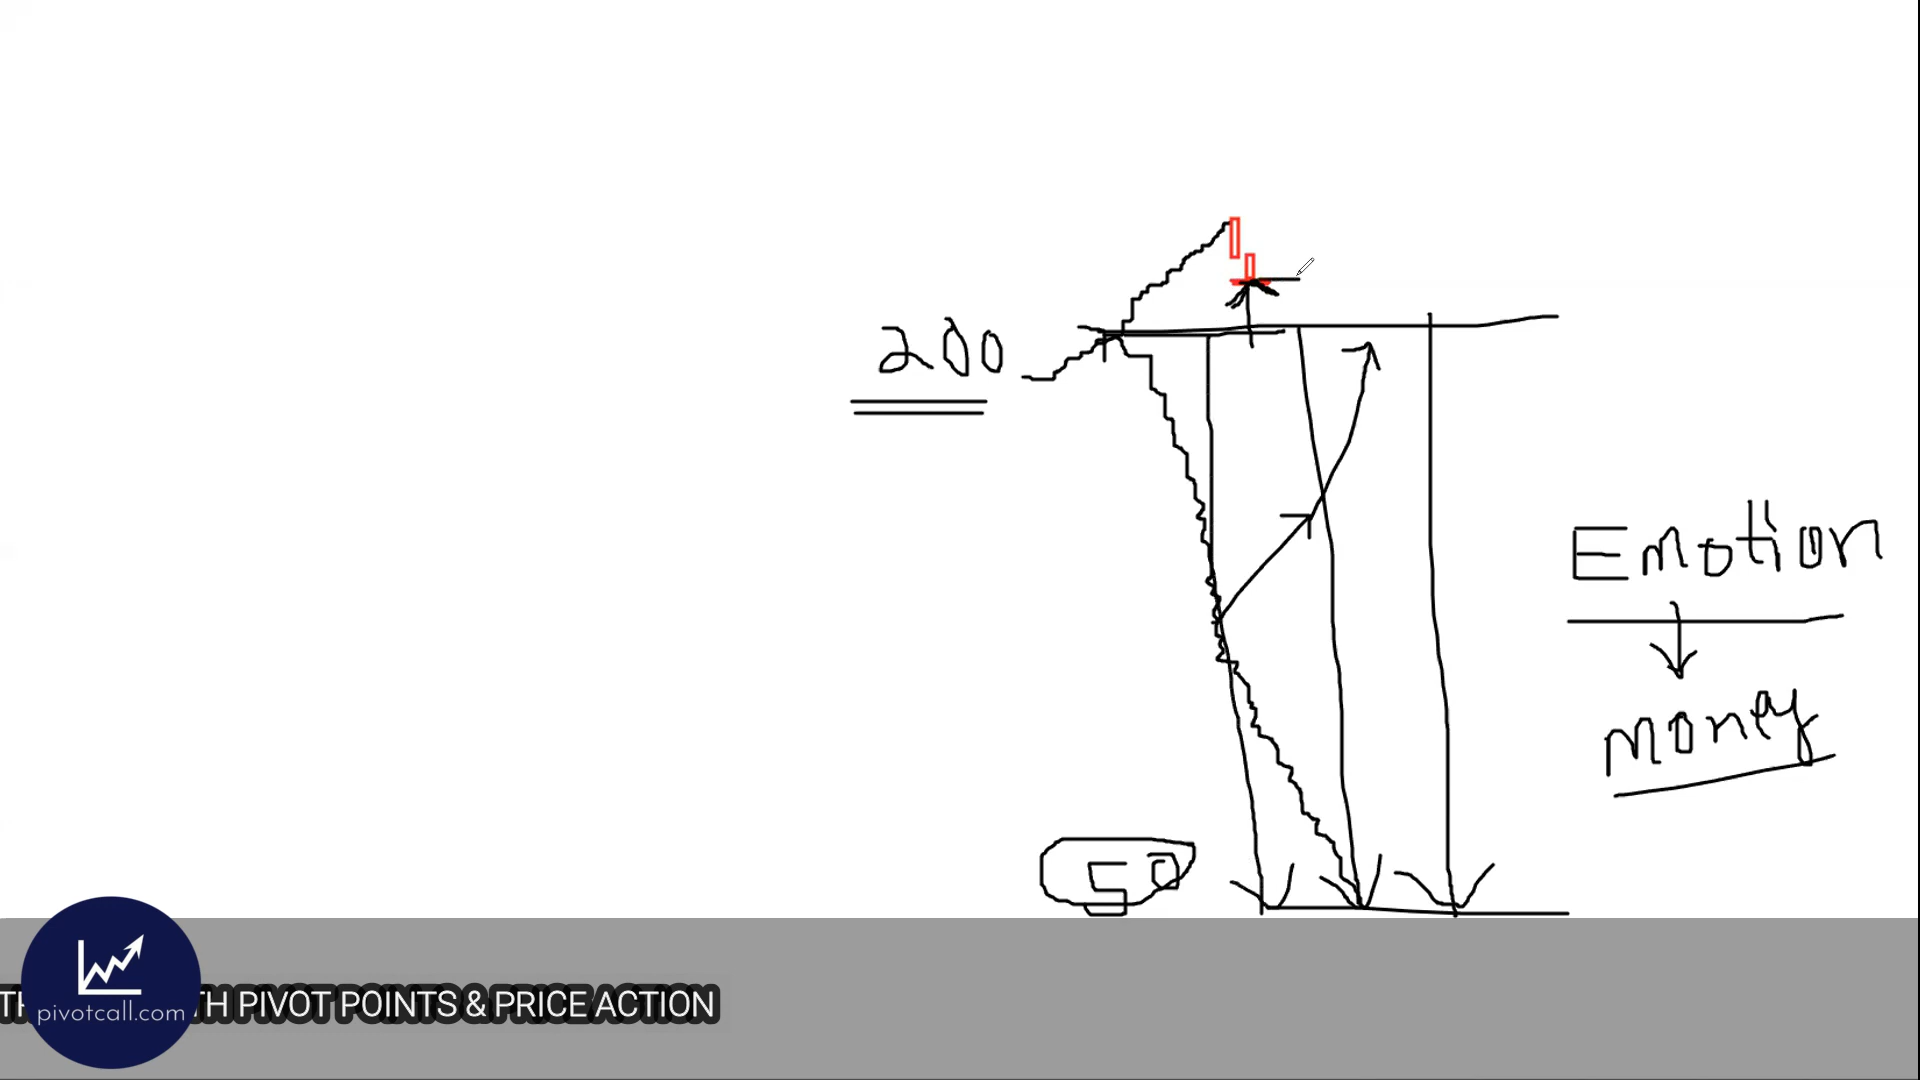 200
Emotion
money
50
TH PIVOT POINTS & PRICE ACTION
pivotcall.com